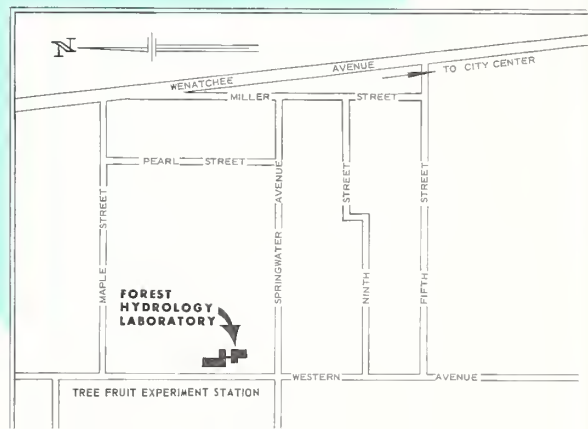 N
WENATCHEE AVENUE
TO CITY CENTER
MILLER STREET
PEARL STREET
MAPLE STREET
SPRINGWATER AVENUE
NINTH STREET
FIFTH STREET
FOREST
HYDROLOGY
LABORATORY
WESTERN AVENUE
TREE FRUIT EXPERIMENT STATION